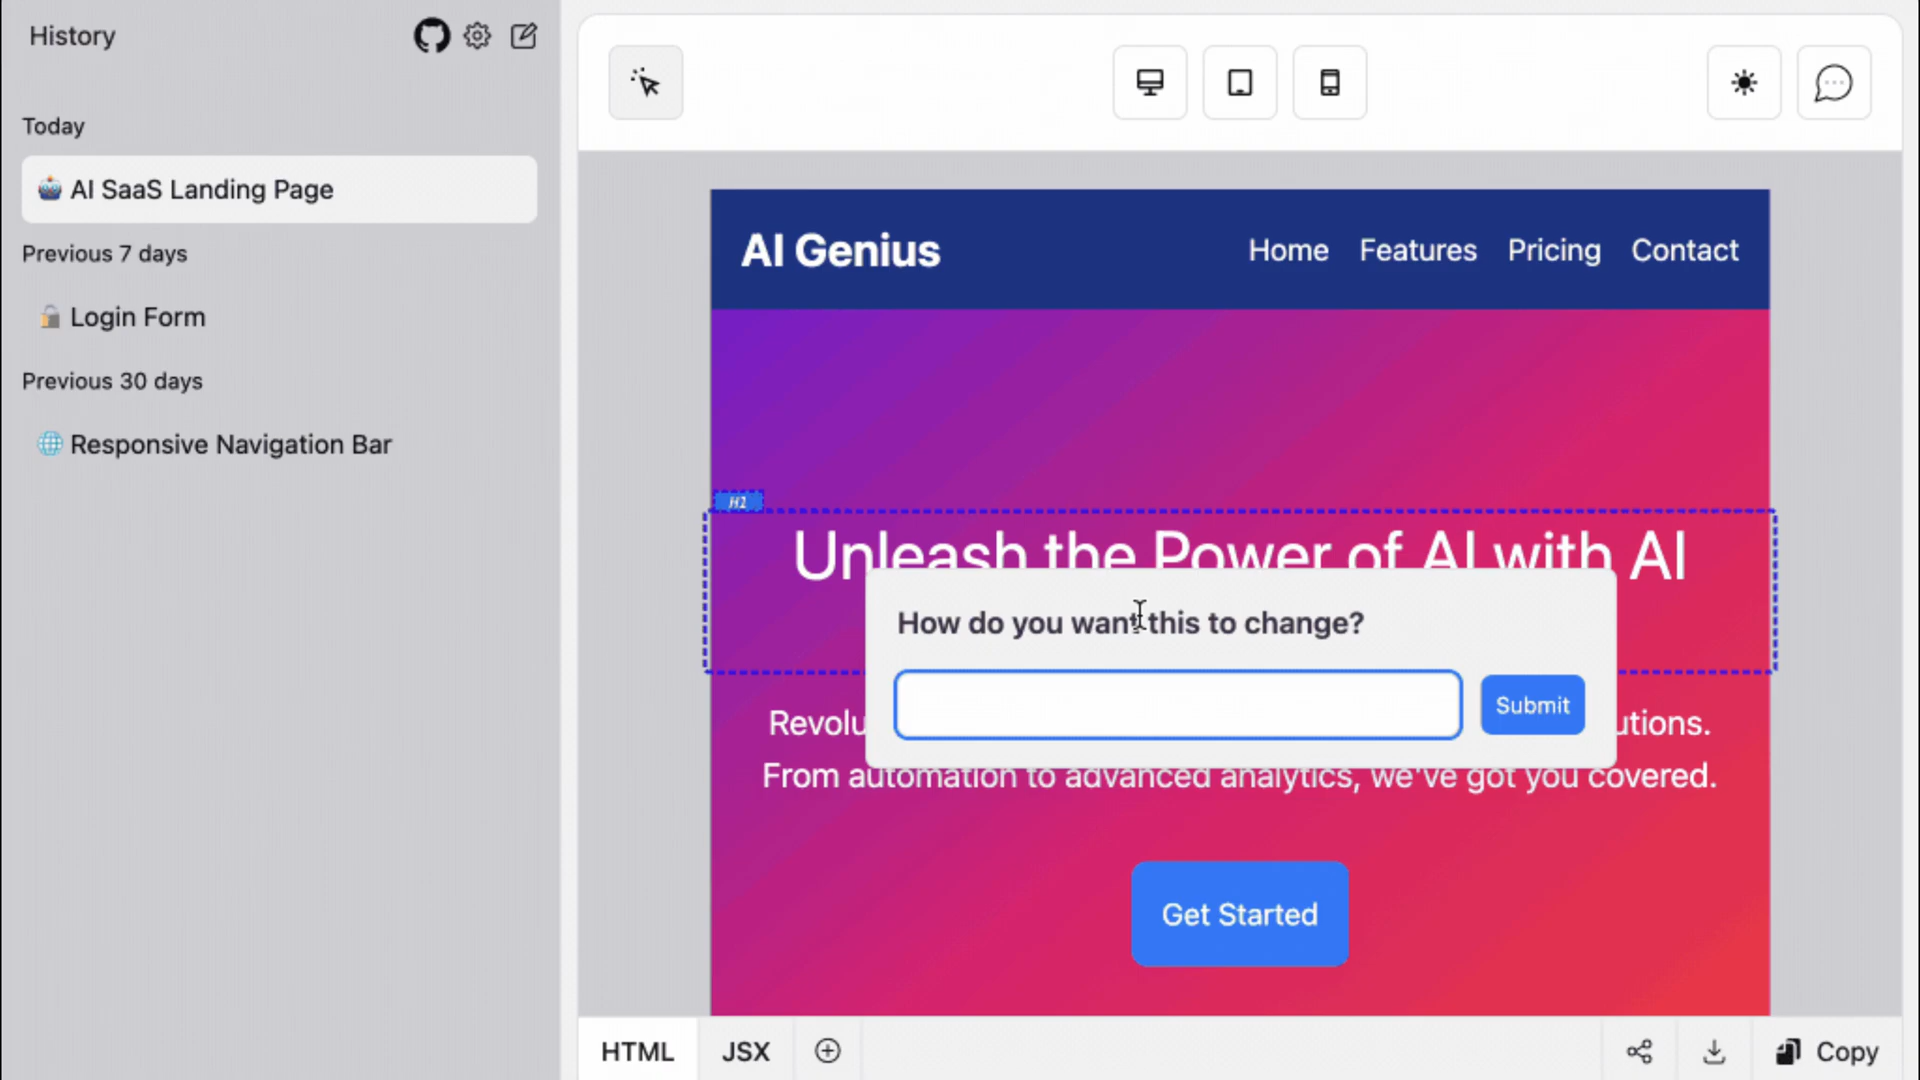 History
Today
AI SaaS Landing Page
Previous 7 days
Login Form
Previous 30 days
Responsive Navigation Bar
AI Genius
Home Features Pricing Contact
Unleash the Power of AI with AI
How do you want this to change?
Submit
utions.
From automation to advanced analytics, we've got you covered.
Get Started
HTML JSX
Copy